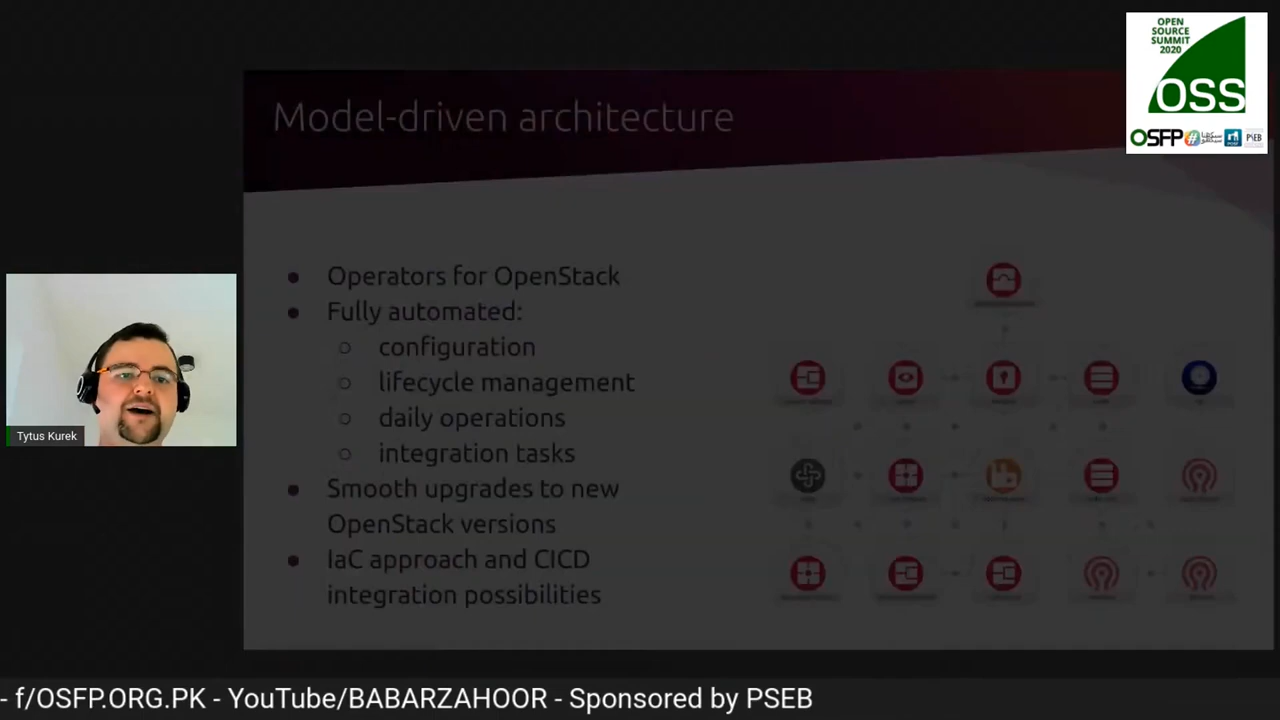 OPEN
SOURCE
SUMMIT
2020
OSS
OSFP
PSEB
Model-driven architecture
• Operators for OpenStack
• Fully automated:
○ configuration
○ lifecycle management
○ daily operations
○ integration tasks
• Smooth upgrades to new
OpenStack versions
• IaC approach and CICD
integration possibilities
Tytus Kurek
- f/OSFP.ORG.PK - YouTube/BABARZAHOOR - Sponsored by PSEB